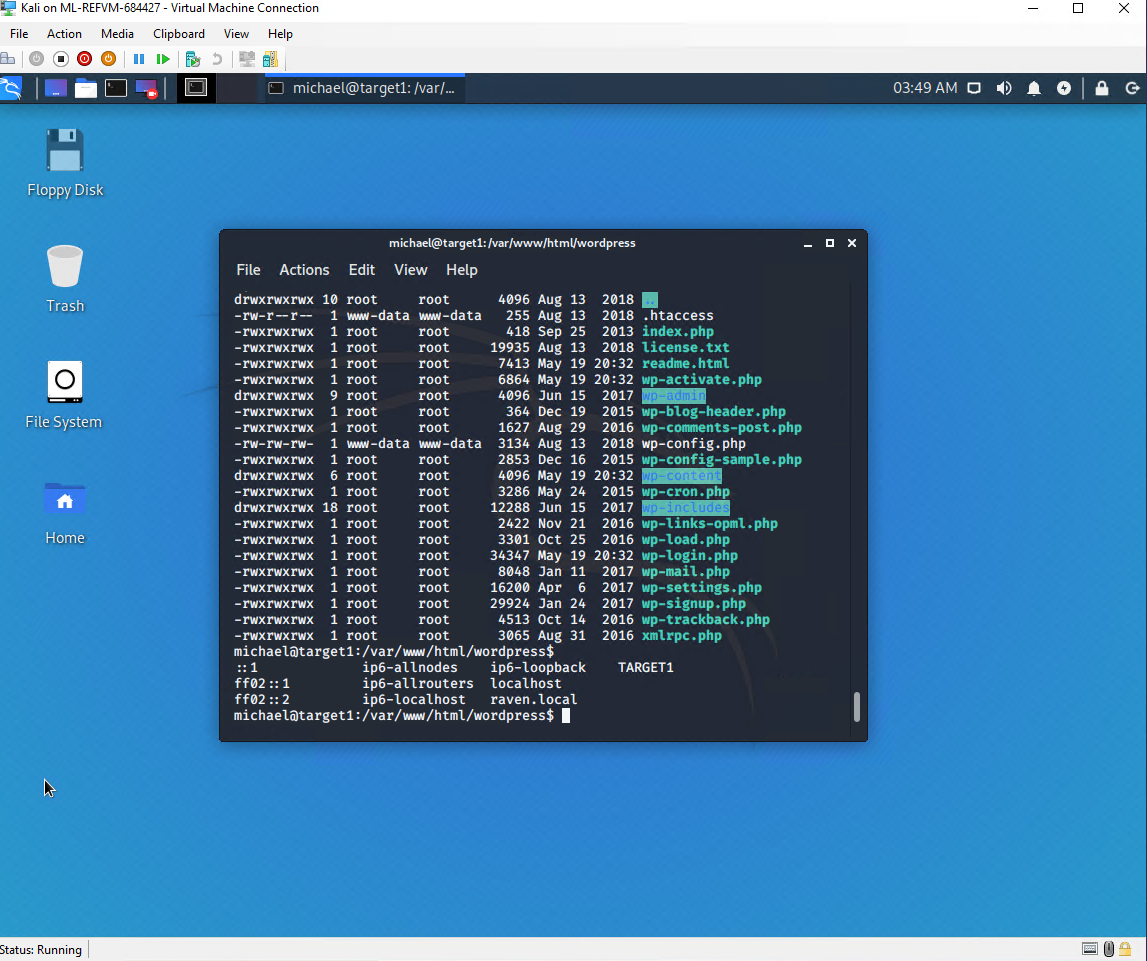 Kali on ML-REFVM-684427 - Virtual Machine Connection
File Action Media Clipboard View Help
michael@target1: /var/... 03:49 AM
Floppy Disk
Trash
File System
Home
michael@target1:/var/www/html/wordpress
File Actions Edit View Help
drwxrwxrwx 10 root root 4096 Aug 13 2018 ..
-rw-r--r-- 1 www-data www-data 255 Aug 13 2018 .htaccess
-rwxrwxrwx 1 root root 418 Sep 25 2013 index.php
-rwxrwxrwx 1 root root 19935 Aug 13 2018 license.txt
-rwxrwxrwx 1 root root 7413 May 19 20:32 readme.html
-rwxrwxrwx 1 root root 6864 May 19 20:32 wp-activate.php
drwxrwxrwx 9 root root 4096 Jun 15 2017 wp-admin
-rwxrwxrwx 1 root root 364 Dec 19 2015 wp-blog-header.php
-rwxrwxrwx 1 root root 1627 Aug 29 2016 wp-comments-post.php
-rw-rw-rw- 1 www-data www-data 3134 Aug 13 2018 wp-config.php
-rwxrwxrwx 1 root root 2853 Dec 16 2015 wp-config-sample.php
drwxrwxrwx 6 root root 4096 May 19 20:32 wp-content
-rwxrwxrwx 1 root root 3286 May 24 2015 wp-cron.php
drwxrwxrwx 18 root root 12288 Jun 15 2017 wp-includes
-rwxrwxrwx 1 root root 2422 Nov 21 2016 wp-links-opml.php
-rwxrwxrwx 1 root root 3301 Oct 25 2016 wp-load.php
-rwxrwxrwx 1 root root 34347 May 19 20:32 wp-login.php
-rwxrwxrwx 1 root root 8048 Jan 11 2017 wp-mail.php
-rwxrwxrwx 1 root root 16200 Apr 6 2017 wp-settings.php
-rwxrwxrwx 1 root root 29924 Jan 24 2017 wp-signup.php
-rwxrwxrwx 1 root root 4513 Oct 14 2016 wp-trackback.php
-rwxrwxrwx 1 root root 3065 Aug 31 2016 xmlrpc.php
michael@target1:/var/www/html/wordpress$
::1 ip6-allnodes ip6-loopback TARGET1
ff02::1 ip6-allrouters localhost
ff02::2 ip6-localhost raven.local
michael@target1:/var/www/html/wordpress$
Status: Running